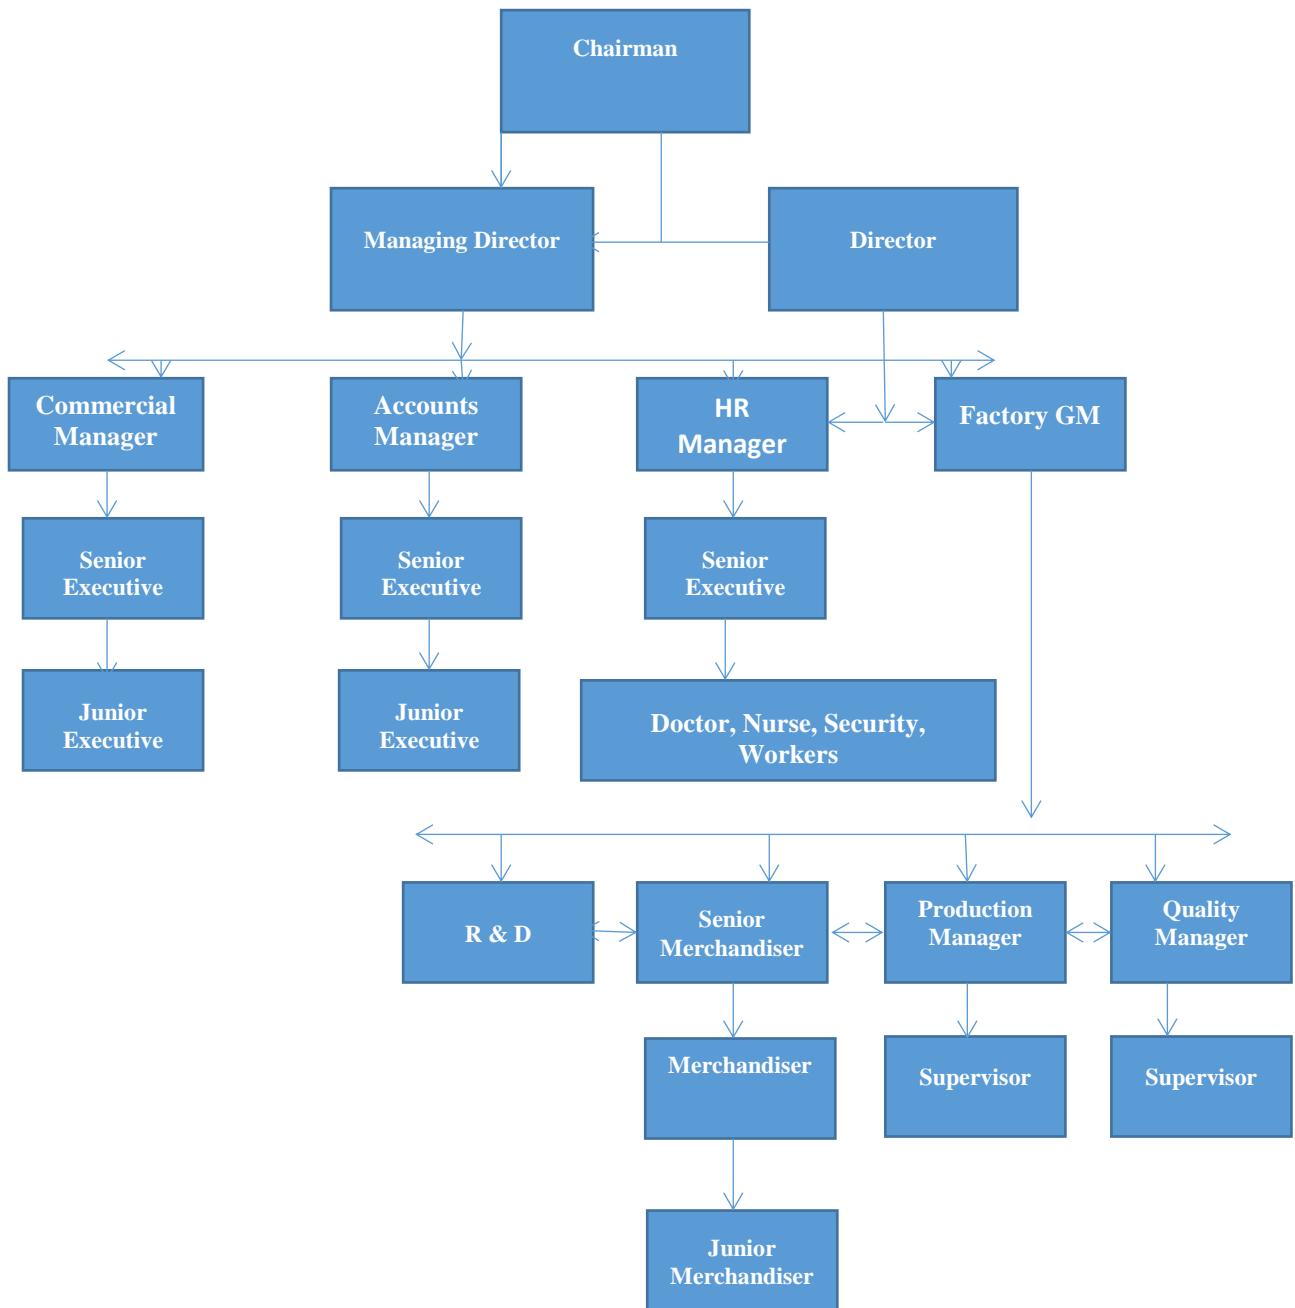 Chairman
Managing Director
Director
Commercial
Manager
Accounts
Manager
HR
Manager
Factory GM
Senior
Executive
Senior
Executive
Senior
Executive
Junior
Executive
Junior
Executive
Doctor, Nurse, Security,
Workers
R & D
Senior
Merchandiser
Production
Manager
Quality
Manager
Merchandiser
Supervisor
Supervisor
Junior
Merchandiser